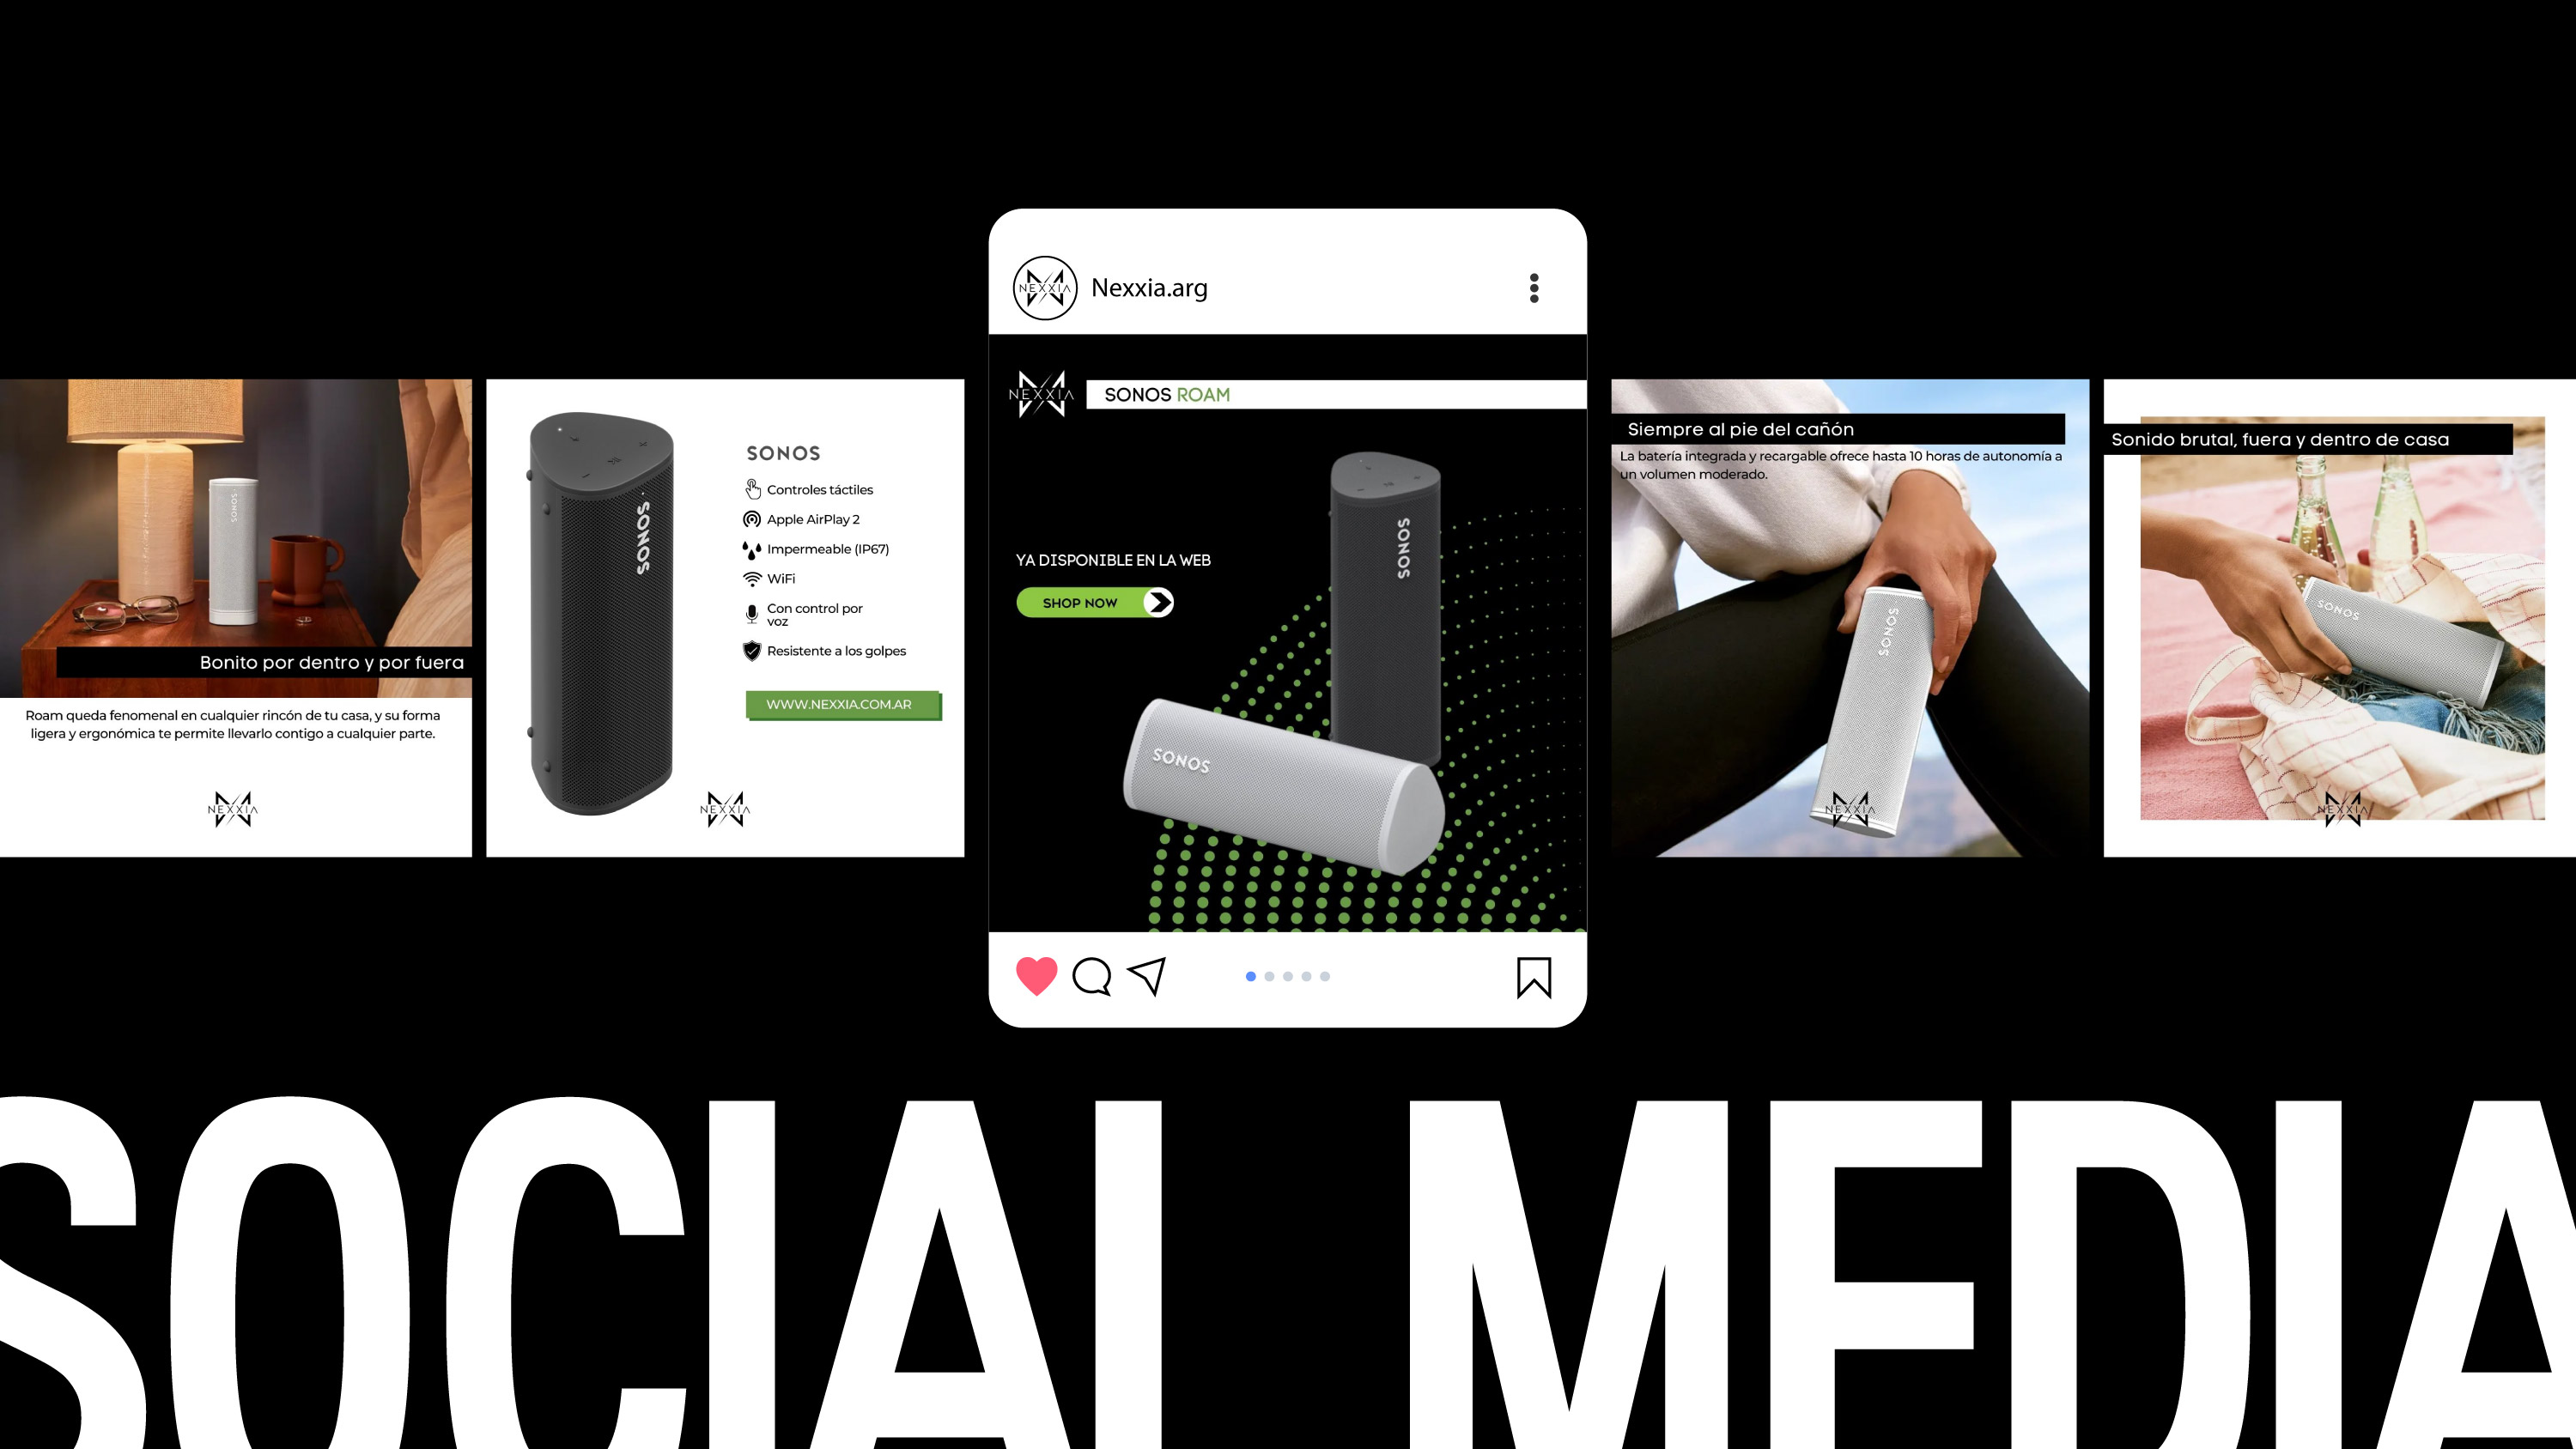 Bonito por dentro y por fuera
Roam queda fenomenal en cualquier rincón de tu casa, y su forma
ligera y ergonómica te permite llevarlo contigo a cualquier parte.
SONOS
NEXXIA
SONOS
SONOS
Controles táctiles
Apple AirPlay 2
Impermeable (IP67)
WiFi
Con control por
voz
Resistente a los golpes
WWW.NEXXIA.COM.AR
NEXXIA
NEXXIA
Nexxia.arg
NEXXIA
SONOS ROAM
SONOS
YA DISPONIBLE EN LA WEB
SHOP NOW
SONOS
Siempre al pie del cañón
La batería integrada y recargable ofrece hasta 10 horas de autonomía a
un volumen moderado.
SONOS
NEXXIA
Sonido brutal, fuera y dentro de casa
SONOS
NEXXIA
SOCIAL MEDIA